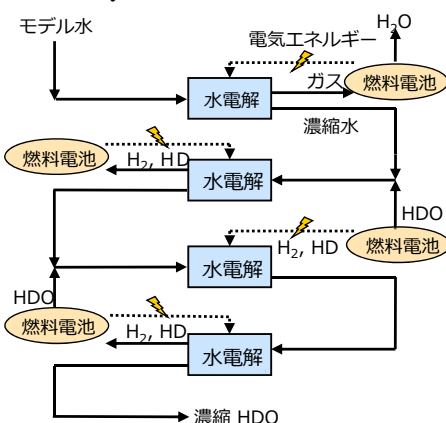 モデル水
H₂O
電気エネルギー
ガス
燃料電池
水電解
濃縮水
燃料電池
H₂, HD
水電解
HDO
燃料電池
H₂, HD
水電解
HDO
燃料電池
H₂, HD
水電解
濃縮 HDO